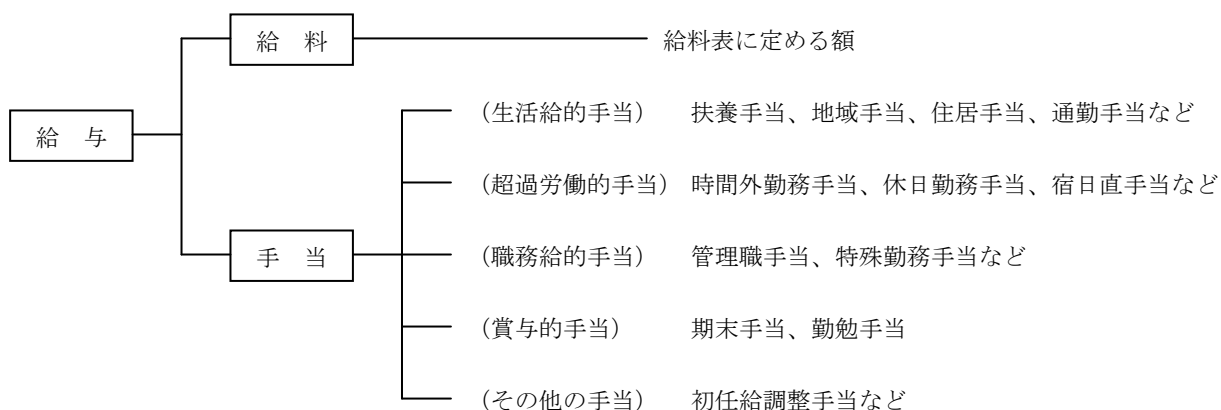 給　料　給料表に定める額
（生活給的手当）　扶養手当、地域手当、住居手当、通勤手当など
給　与
（超過労働的手当）　時間外勤務手当、休日勤務手当、宿日直手当など
手　当　（職務給的手当）　管理職手当、特殊勤務手当など
（賞与的手当）　期末手当、勤勉手当
（その他の手当）　初任給調整手当など